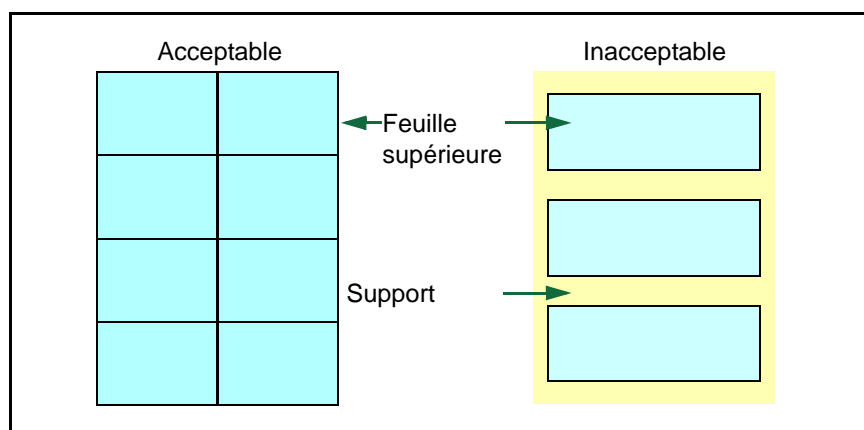 Acceptable
Inacceptable
Feuille
supérieure
Support